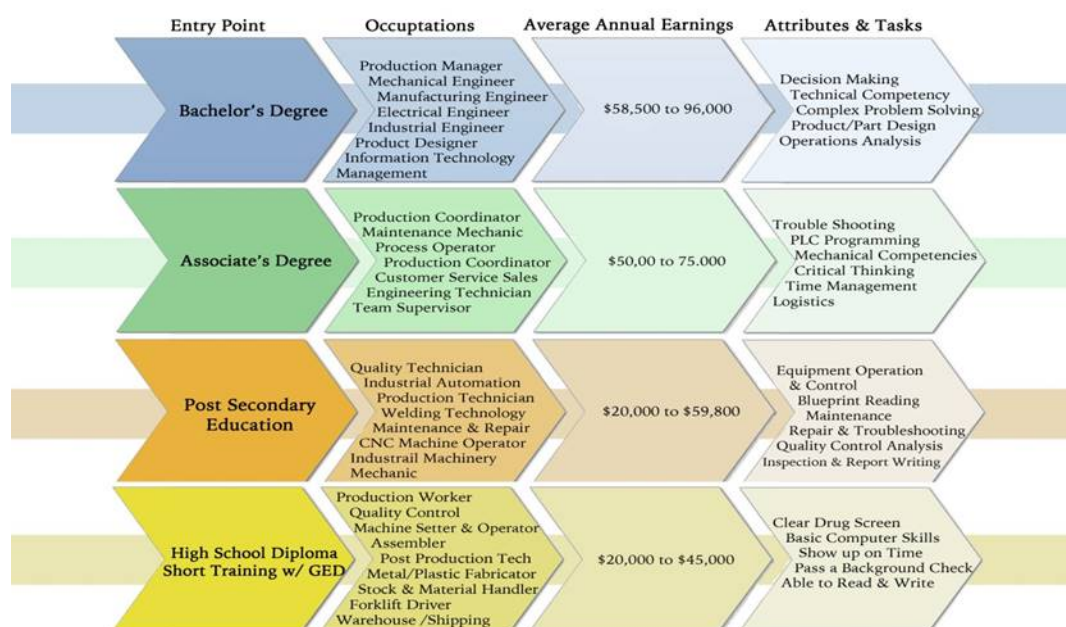 Entry Point
Occuptations
Average Annual Earnings
Attributes & Tasks
Bachelor's Degree
Production Manager
Mechanical Engineer
Manufacturing Engineer
Electrical Engineer
Industrial Engineer
Product Designer
Information Technology
Management
$58,500 to 96,000
Decision Making
Technical Competency
Complex Problem Solving
Product/Part Design
Operations Analysis
Associate's Degree
Production Coordinator
Maintenance Mechanic
Process Operator
Production Coordinator
Customer Service Sales
Engineering Technician
Team Supervisor
$50,00 to 75.000
Trouble Shooting
PLC Programming
Mechanical Competencies
Critical Thinking
Time Management
Logistics
Post Secondary
Education
Quality Technician
Industrial Automation
Production Technician
Welding Technology
Maintenance & Repair
CNC Machine Operator
Industrail Machinery
Mechanic
$20,000 to $59,800
Equipment Operation
& Control
Blueprint Reading
Maintenance
Repair & Troubleshooting
Quality Control Analysis
Inspection & Report Writing
High School Diploma
Short Training w/ GED
Production Worker
Quality Control
Machine Setter & Operator
Assembler
Post Production Tech
Metal/Plastic Fabricator
Stock & Material Handler
Forklift Driver
Warehouse /Shipping
$20,000 to $45,000
Clear Drug Screen
Basic Computer Skills
Show up on Time
Pass a Background Check
Able to Read & Write